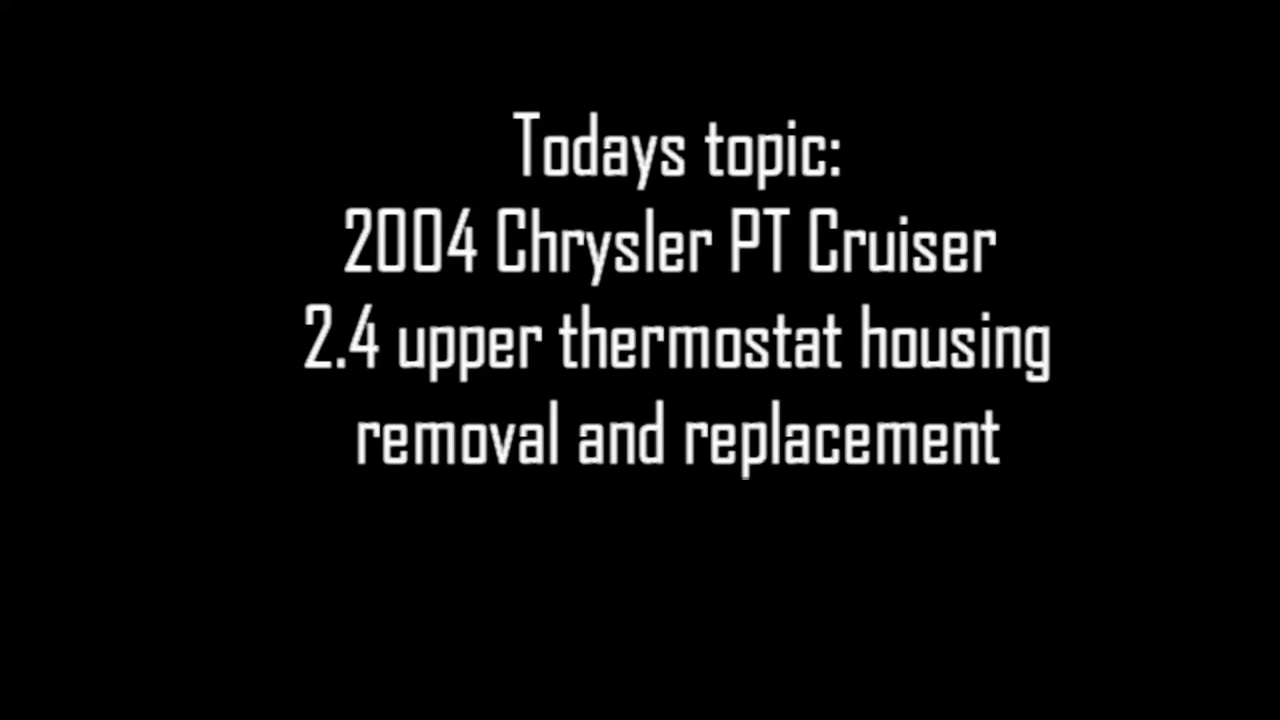 Todays topic:
2004 Chrysler PT Cruiser
2.4 upper thermostat housing
removal and replacement